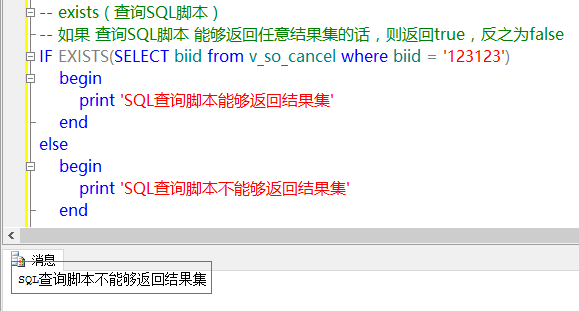 -- exists（查询SQL脚本）
-- 如果 查询SQL脚本 能够返回任意结果集的话，则返回true，反之为false
IF EXISTS(SELECT biid from v_so_cancel where biid = '123123')
begin
print 'SQL查询脚本能够返回结果集'
end
else
begin
print 'SQL查询脚本不能够返回结果集'
end
消息
SQL查询脚本不能够返回结果集